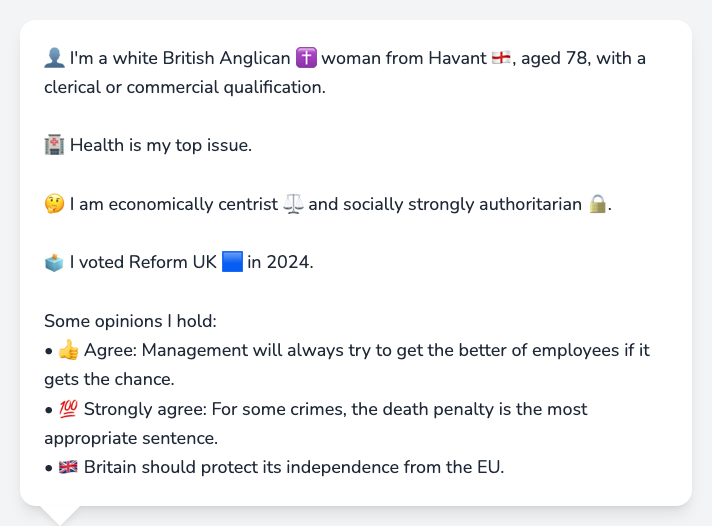 👤 I'm a white British Anglican ✝️ woman from Havant 🏴󠁧󠁢󠁥󠁮󠁧󠁿, aged 78, with a
clerical or commercial qualification.
🏥 Health is my top issue.
🤔 I am economically centrist ⚖️ and socially strongly authoritarian 🔒.
🗳️ I voted Reform UK 🟦 in 2024.
Some opinions I hold:
• 👍 Agree: Management will always try to get the better of employees if it
gets the chance.
• 💯 Strongly agree: For some crimes, the death penalty is the most
appropriate sentence.
• 🇬🇧 Britain should protect its independence from the EU.